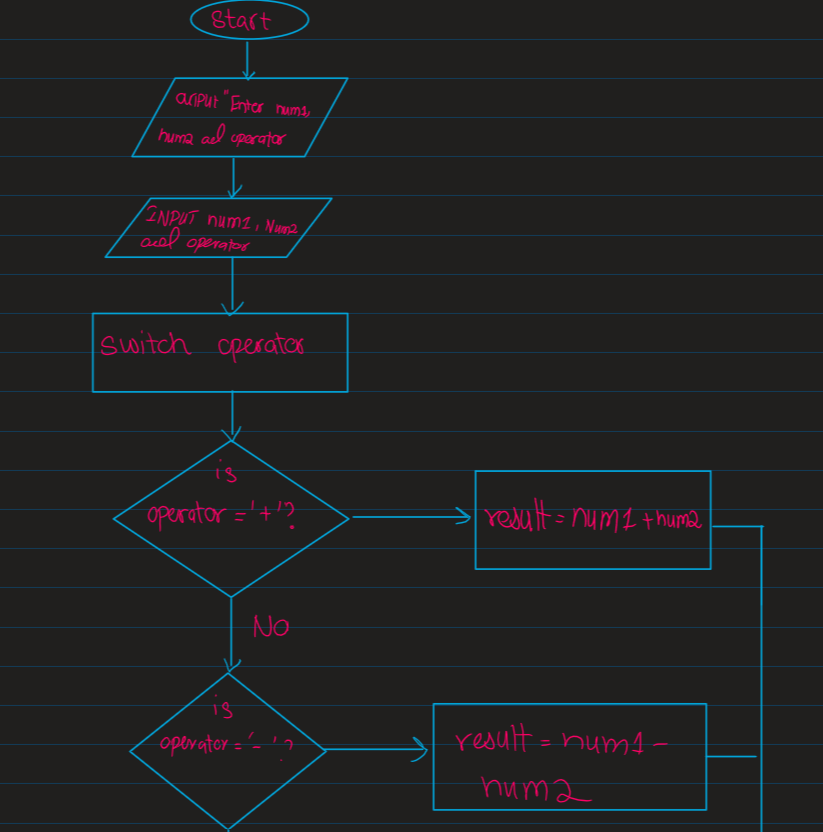 Start
output "Enter num1,
num2 and operator
INPUT num1, Num2
and operator
switch operator
is
operator = '+'?
result = num1 + num2
No
is
operator = '-'?
result = num1 -
num2